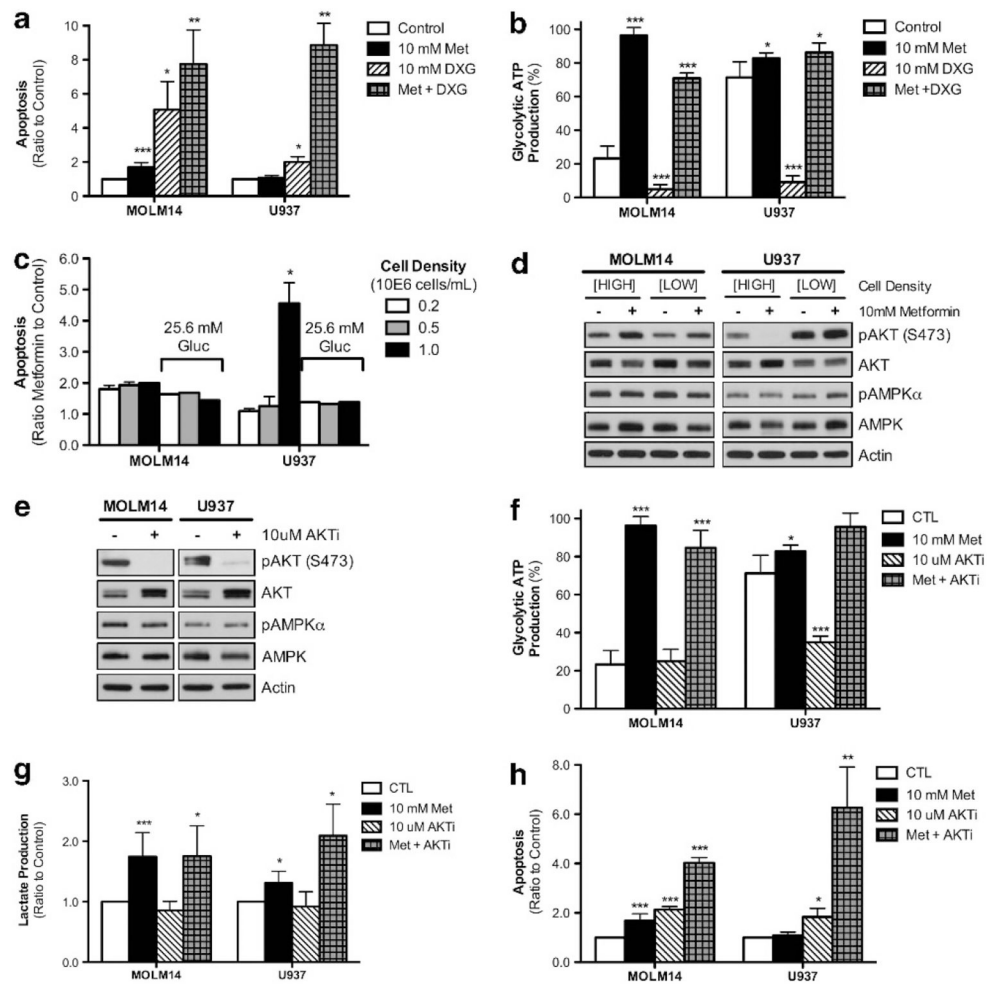 a
Apoptosis
(Ratio to Control)
10
8
6
4
2
0
***
*
**
*
**
MOLM14
U937
Control
10 mM Met
10 mM DXG
Met + DXG
b
Glycolytic ATP
Production (%)
100
80
60
40
20
0
***
***
***
*
***
*
MOLM14
U937
Control
10 mM Met
10 mM DXG
Met +DXG
c
Apoptosis
(Ratio Metformin to Control)
6.0
5.0
4.0
3.0
2.0
1.0
0.0
25.6 mM
Gluc
*
25.6 mM
Gluc
MOLM14
U937
Cell Density
(10E6 cells/mL)
0.2
0.5
1.0
d
MOLM14
U937
[HIGH]
[LOW]
[HIGH]
[LOW]
Cell Density
- + - + - + - + 10mM Metformin
pAKT (S473)
AKT
pAMPKα
AMPK
Actin
e
MOLM14
U937
- + - + 10uM AKTi
pAKT (S473)
AKT
pAMPKα
AMPK
Actin
f
Glycolytic ATP
Production (%)
100
80
60
40
20
0
***
***
*
***
MOLM14
U937
CTL
10 mM Met
10 uM AKTi
Met + AKTi
g
Lactate Production
(Ratio to Control)
3.0
2.0
1.0
0.0
***
*
*
*
MOLM14
U937
CTL
10 mM Met
10 uM AKTi
Met + AKTi
h
Apoptosis
(Ratio to Control)
8.0
6.0
4.0
2.0
0.0
***
***
***
*
**
MOLM14
U937
CTL
10 mM Met
10 uM AKTi
Met + AKTi